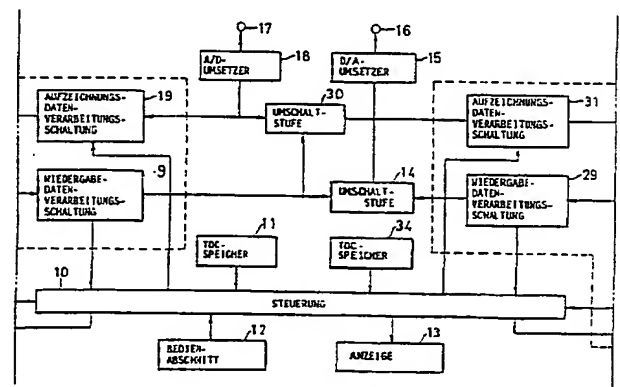 17
16
A/D-
UMSETZER
18
D/A-
UMSETZER
15
AUFZEICHNUNGS-
DATEN-
VERARBEITUNGS-
SCHALTUNG
19
30
UMSCHALT-
STUFE
AUFZEICHNUNGS-
DATEN-
VERARBEITUNGS-
SCHALTUNG
31
WIEDERGABE-
DATEN-
VERARBEITUNGS-
SCHALTUNG
9
14
UMSCHALT-
STUFE
WIEDERGABE-
DATEN-
VERARBEITUNGS-
SCHALTUNG
29
11
TOC-
SPEICHER
34
TOC-
SPEICHER
10
STEUERUNG
12
BEDIEN-
ABSCHNITT
13
ANZEIGE